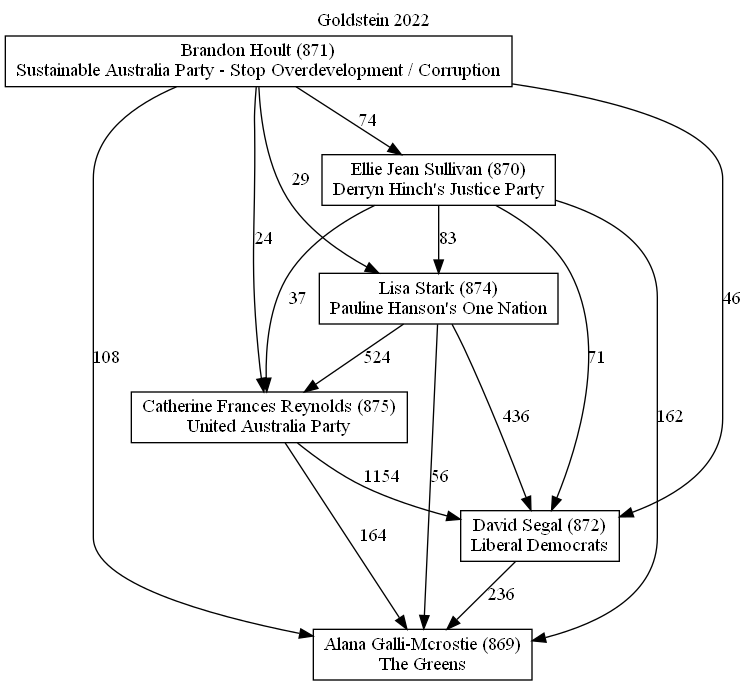 Goldstein 2022
Brandon Hoult (871)
Sustainable Australia Party - Stop Overdevelopment / Corruption
74
Ellie Jean Sullivan (870)
Derryn Hinch's Justice Party
29
24
83
Lisa Stark (874)
Pauline Hanson's One Nation
37
46
108
524
71
Catherine Frances Reynolds (875)
United Australia Party
436
162
1154
56
David Segal (872)
Liberal Democrats
164
236
Alana Galli-Mcrostie (869)
The Greens